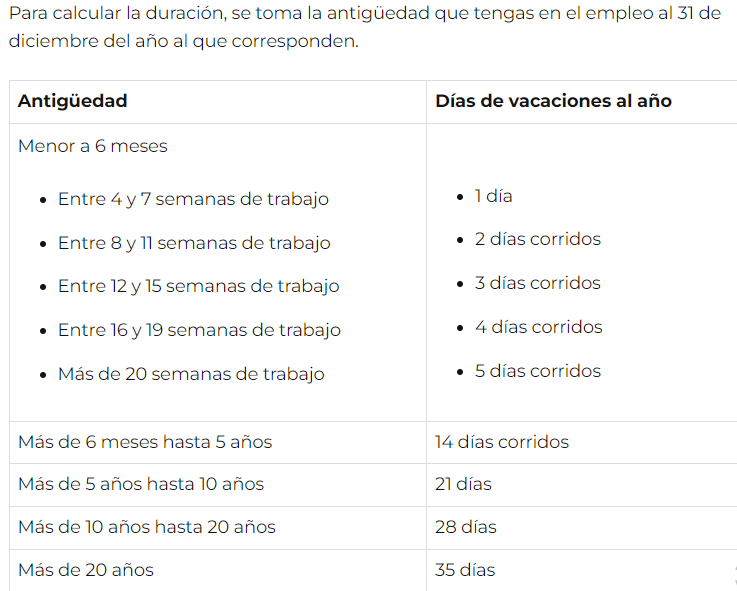 Para calcular la duración, se toma la antigüedad que tengas en el empleo al 31 de
diciembre del año al que corresponden.
Antigüedad
Días de vacaciones al año
Menor a 6 meses
• Entre 4 y 7 semanas de trabajo
• 1 día
• Entre 8 y 11 semanas de trabajo
• 2 días corridos
• Entre 12 y 15 semanas de trabajo
• 3 días corridos
• Entre 16 y 19 semanas de trabajo
• 4 días corridos
• Más de 20 semanas de trabajo
• 5 días corridos
Más de 6 meses hasta 5 años
14 días corridos
Más de 5 años hasta 10 años
21 días
Más de 10 años hasta 20 años
28 días
Más de 20 años
35 días